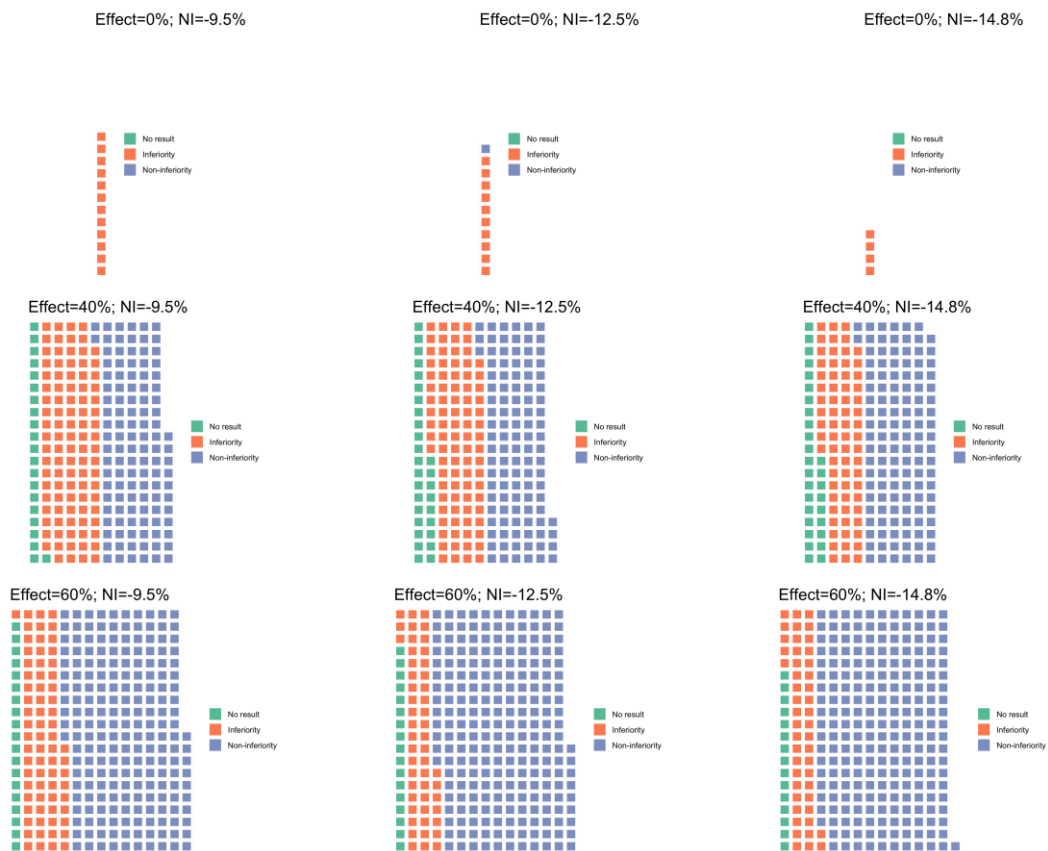 Effect=0%; NI=-9.5%
Effect=0%; NI=-12.5%
Effect=0%; NI=-14.8%
No result
Inferiority
Non-inferiority
No result
Inferiority
Non-inferiority
No result
Inferiority
Non-inferiority
Effect=40%; NI=-9.5%
Effect=40%; NI=-12.5%
Effect=40%; NI=-14.8%
No result
Inferiority
Non-inferiority
No result
Inferiority
Non-inferiority
No result
Inferiority
Non-inferiority
Effect=60%; NI=-9.5%
Effect=60%; NI=-12.5%
Effect=60%; NI=-14.8%
No result
Inferiority
Non-inferiority
No result
Inferiority
Non-inferiority
No result
Inferiority
Non-inferiority